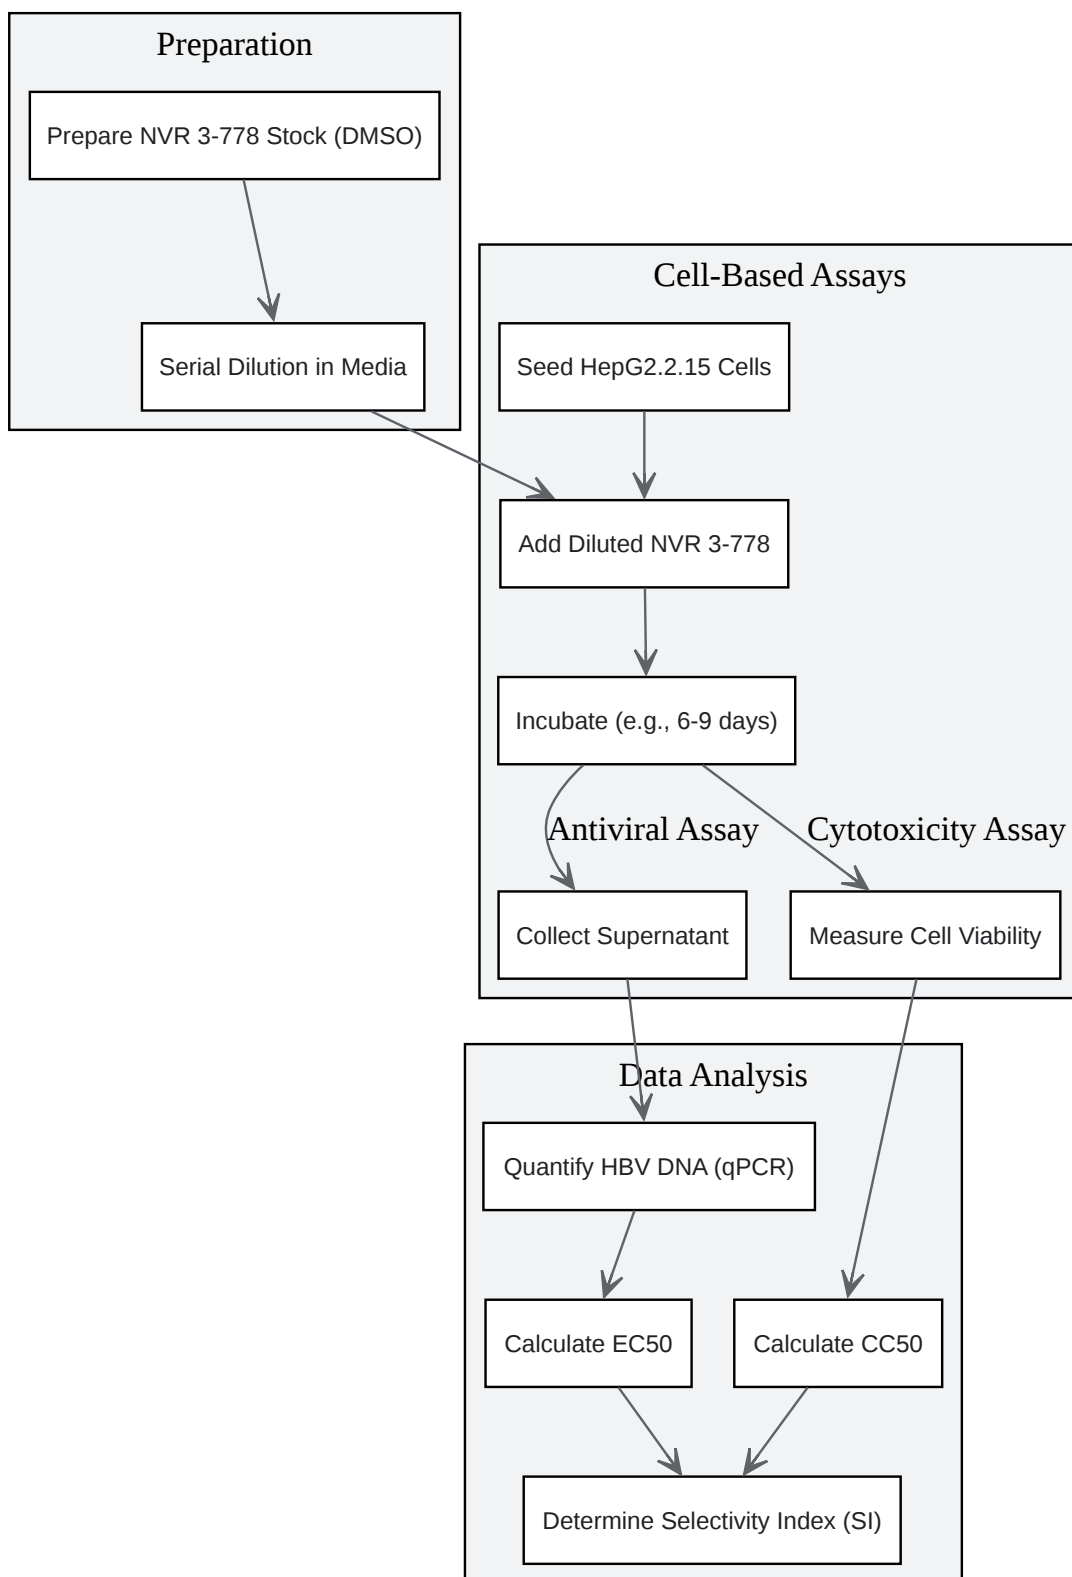 Preparation
Prepare NVR 3-778 Stock (DMSO)
Serial Dilution in Media
Cell-Based Assays
Seed HepG2.2.15 Cells
Add Diluted NVR 3-778
Incubate (e.g., 6-9 days)
Antiviral Assay
Cytotoxicity Assay
Collect Supernatant
Measure Cell Viability
Data Analysis
Quantify HBV DNA (qPCR)
Calculate EC50
Calculate CC50
Determine Selectivity Index (SI)